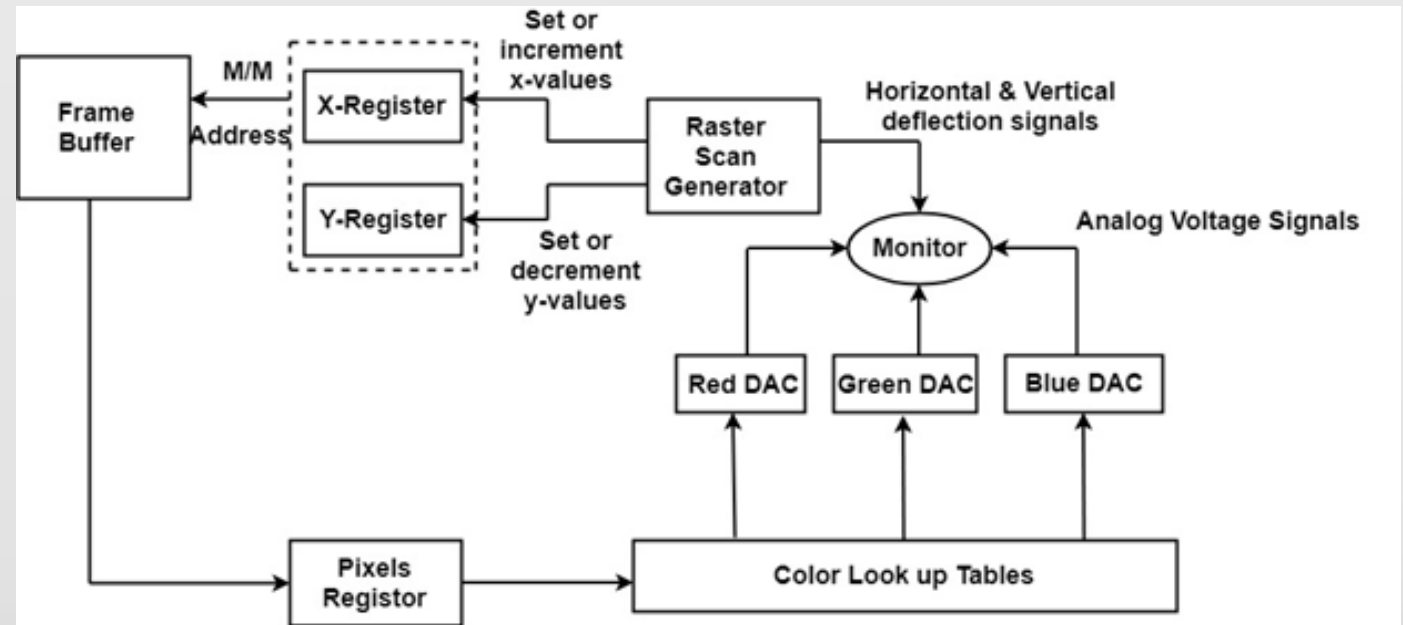 Set or
increment
x-values
M/M
Address
Frame
Buffer
X-Register
Y-Register
Raster
Scan
Generator
Horizontal & Vertical
deflection signals
Set or
decrement
y-values
Monitor
Analog Voltage Signals
Red DAC
Green DAC
Blue DAC
Pixels
Registor
Color Look up Tables